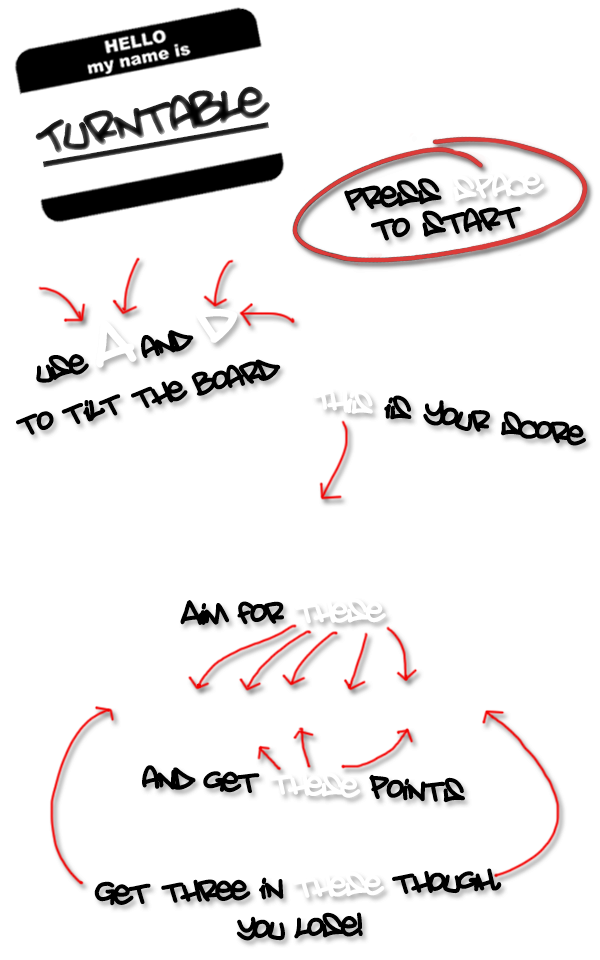 HELLO
my name is
TURNTABLE
PRESS SPACE
TO START
USE A AND D
TO TILT THE BOARD
THIS IS YOUR SCORE
AIM FOR THESE
AND GET THESE POINTS
GET THREE IN THESE THOUGH,
YOU LOSE!